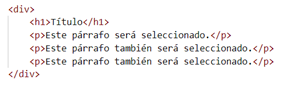 <div>
<h1>Título</h1>
<p>Este párrafo será seleccionado.</p>
<p>Este párrafo también será seleccionado.</p>
<p>Este párrafo también será seleccionado.</p>
</div>